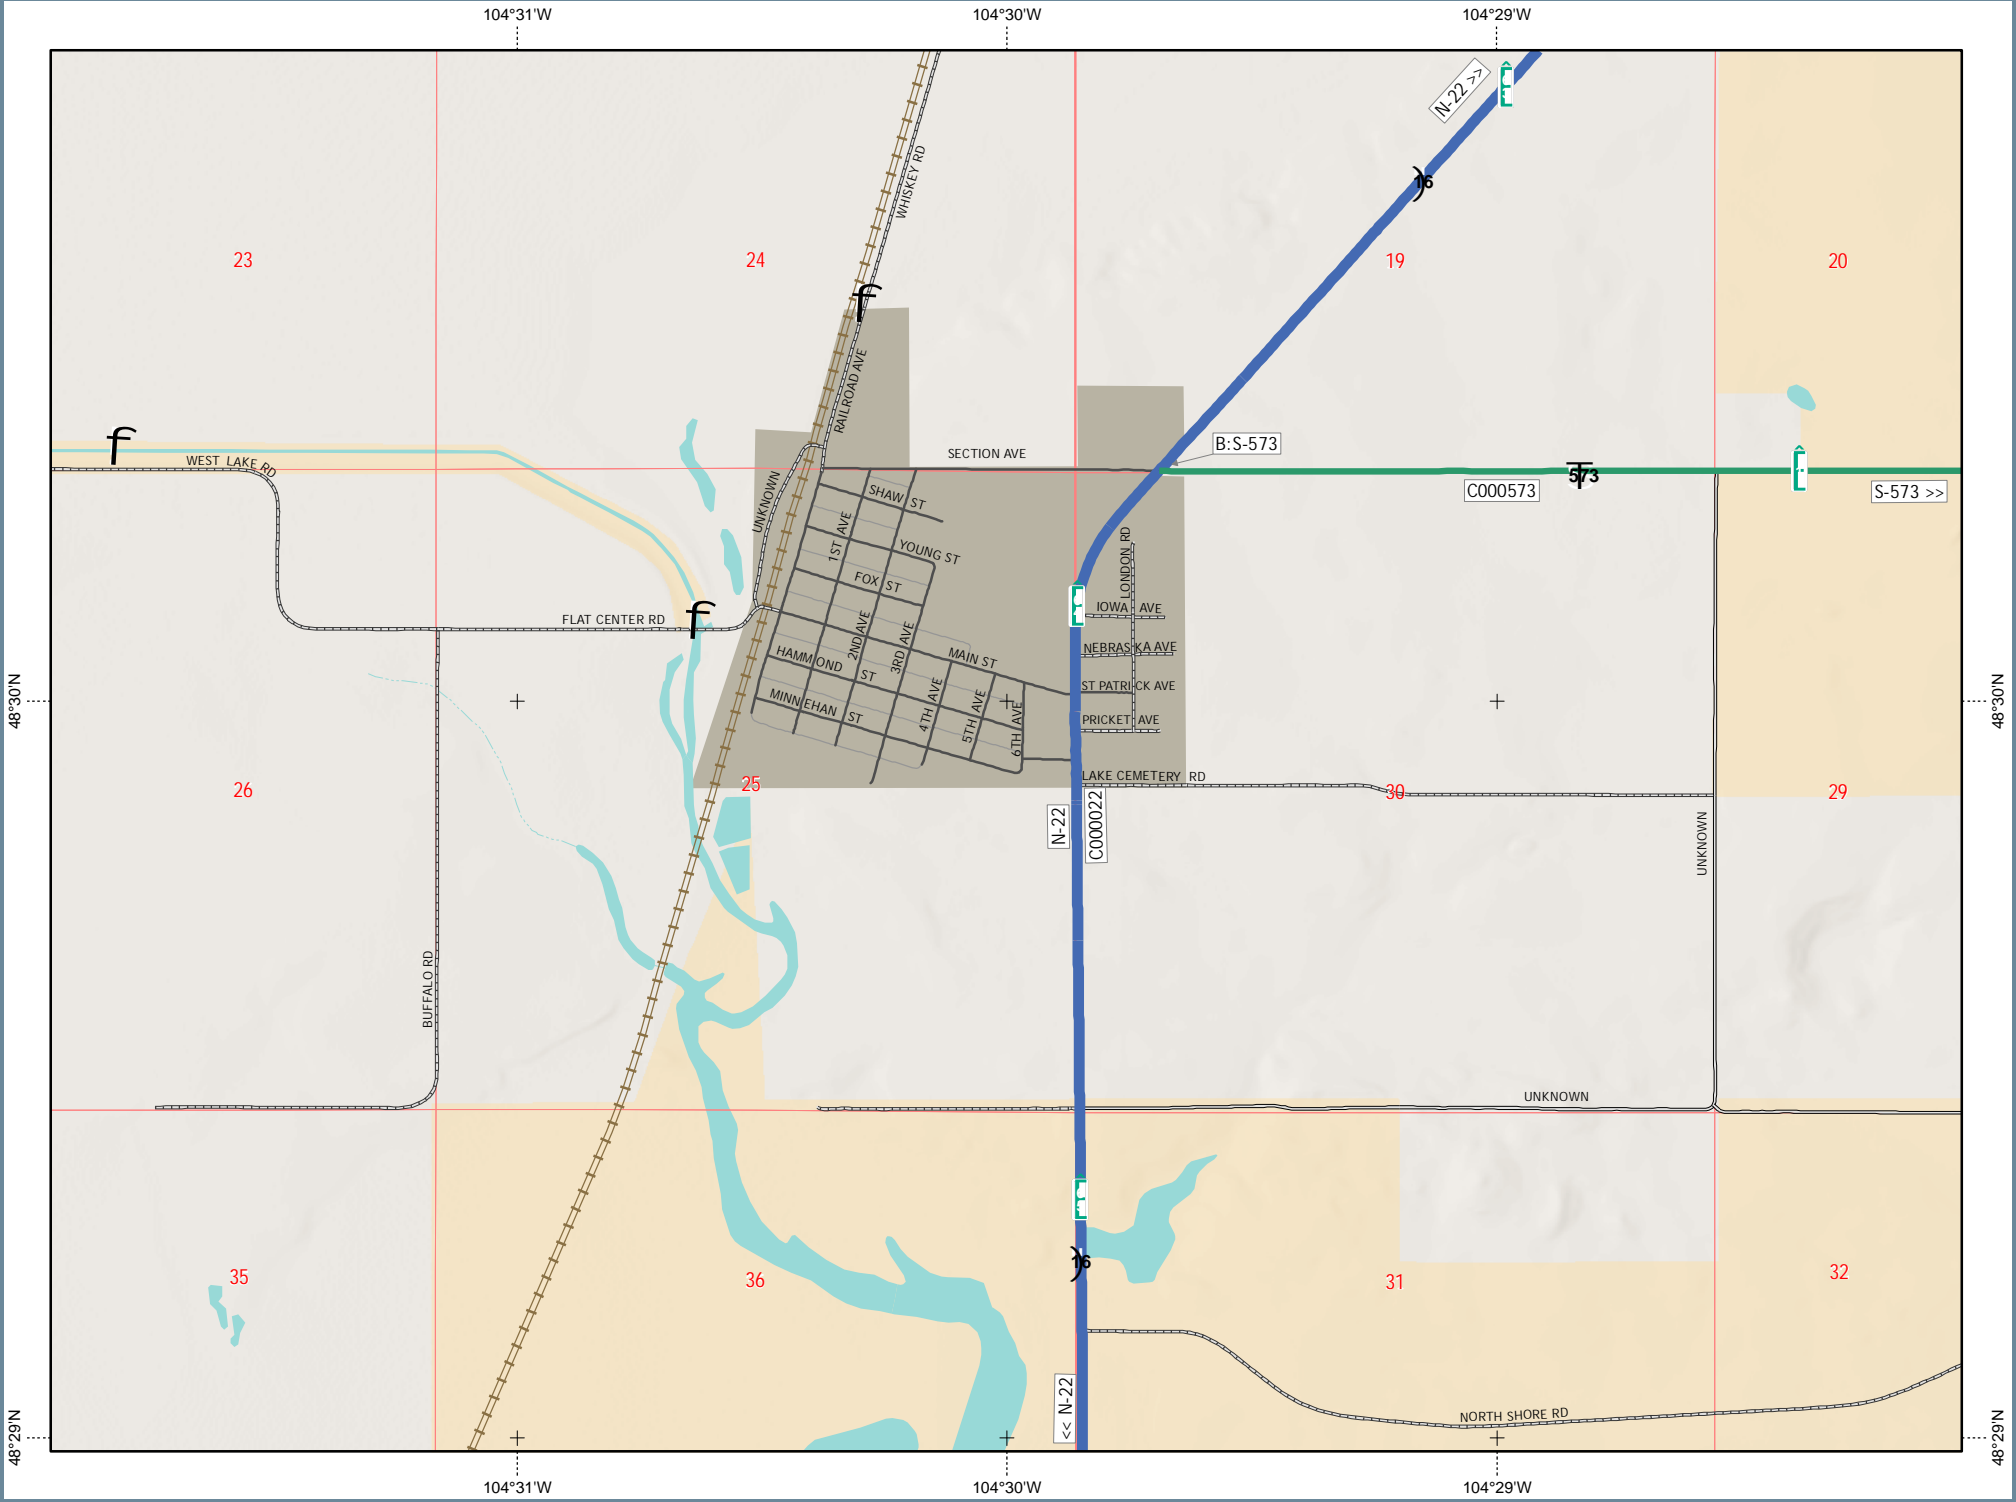 104°31'W
104°30'W
104°29'W
N-22 >>
16
WHISKEY RD
23
24
19
20
RAILROAD AVE
B:S-573
SECTION AVE
WEST LAKE RD
573
C000573
S-573 >>
UNKNOWN
SHAW ST
1ST AVE
YOUNG ST
LONDON RD
FOX ST
IOWA AVE
FLAT CENTER RD
2ND AVE
3RD AVE
NEBRASKA AVE
MAIN ST
HAMMOND ST
ST PATRICK AVE
MINNEHAN ST
4TH AVE
5TH AVE
6TH AVE
PRICKET AVE
48°30'N
48°30'N
LAKE CEMETERY RD
26
25
30
29
N-22
C000022
UNKNOWN
BUFFALO RD
UNKNOWN
16
35
36
31
32
<< N-22
NORTH SHORE RD
48°29'N
48°29'N
104°31'W
104°30'W
104°29'W